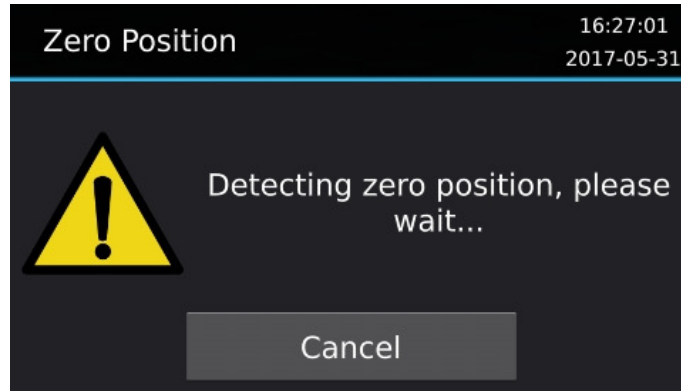 Zero Position
16:27:01
2017-05-31
Detecting zero position, please
wait...
Cancel